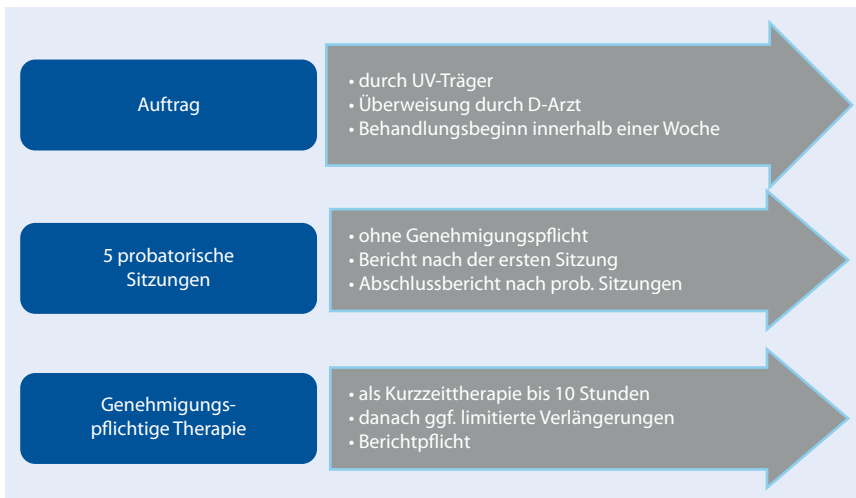 Auftrag
• durch UV-Träger
• Überweisung durch D-Arzt
• Behandlungsbeginn innerhalb einer Woche
5 probatorische
Sitzungen
• ohne Genehmigungspflicht
• Bericht nach der ersten Sitzung
• Abschlussbericht nach prob. Sitzungen
Genehmigungs-
pflichtige Therapie
• als Kurzzeittherapie bis 10 Stunden
• danach ggf. limitierte Verlängerungen
• Berichtpflicht